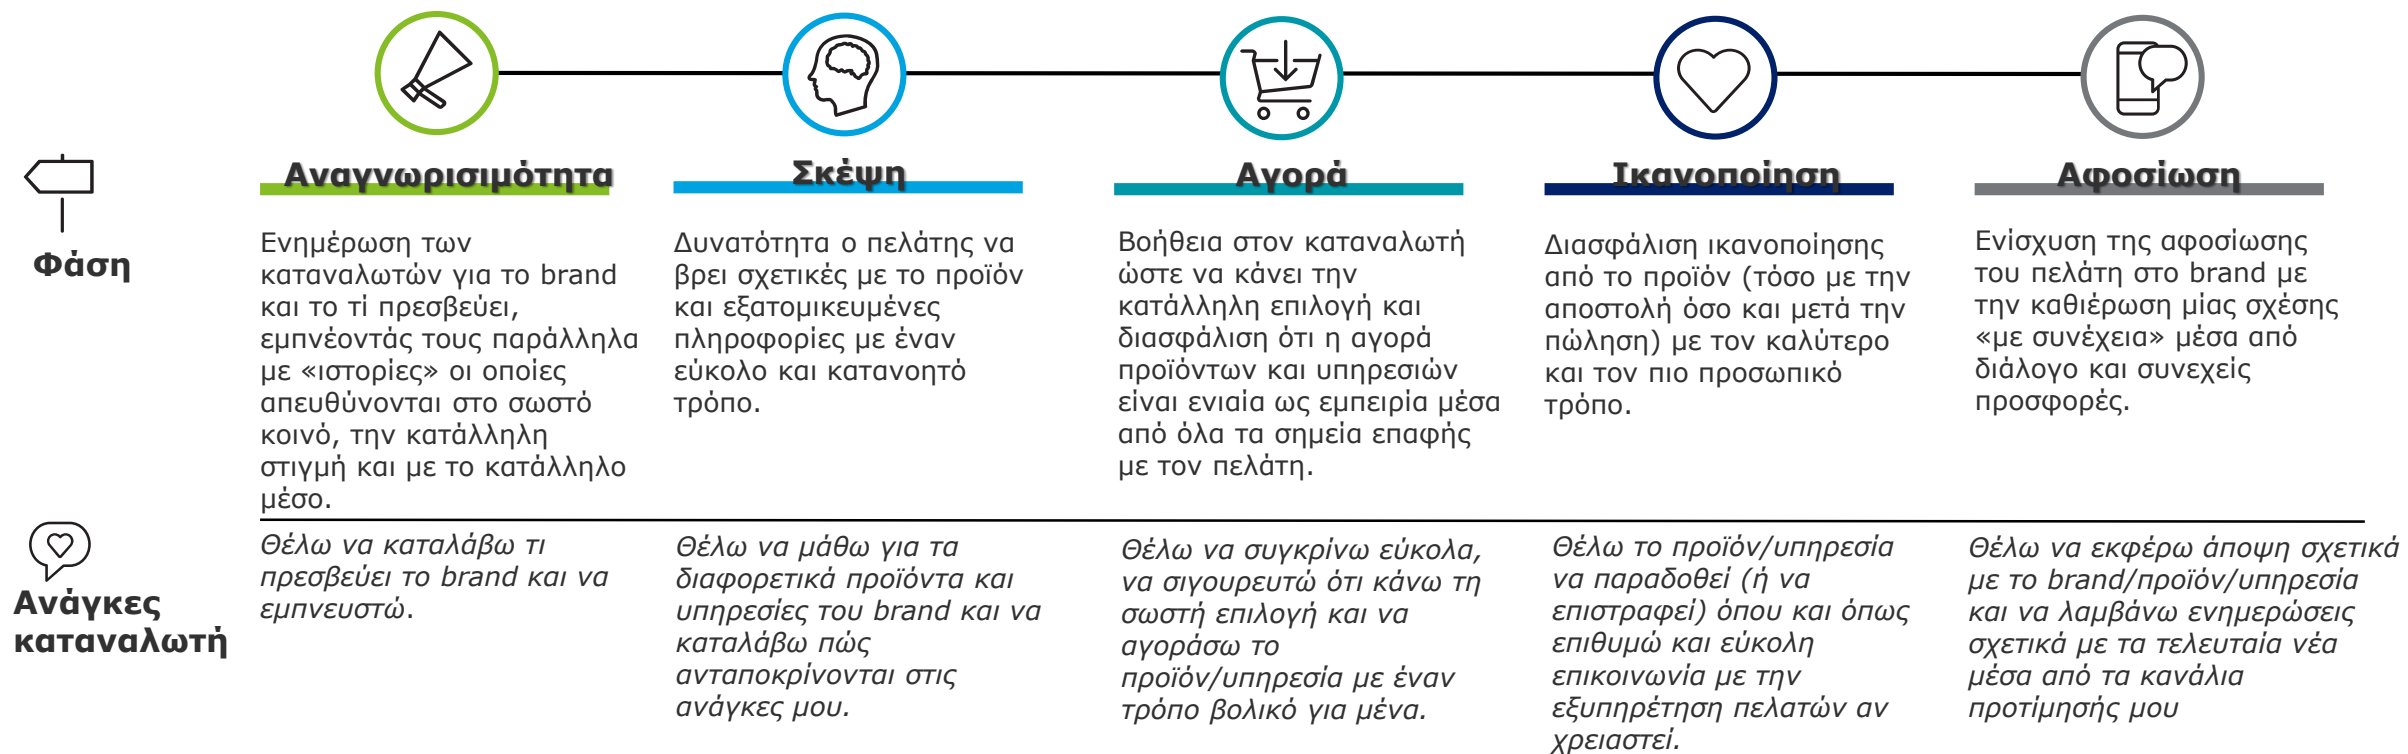 Αναγνωρισιμότητα
Σκέψη
Αγορά
Ικανοποίηση
Αφοσίωση
Φάση
Ενημέρωση των
καταναλωτών για το brand
και το τί πρεσβεύει,
εμπνέοντάς τους παράλληλα
με «ιστορίες» οι οποίες
απευθύνονται στο σωστό
κοινό, την κατάλληλη
στιγμή και με το κατάλληλο
μέσο.
Δυνατότητα ο πελάτης να
βρει σχετικές με το προϊόν
και εξατομικευμένες
πληροφορίες με έναν
εύκολο και κατανοητό
τρόπο.
Βοήθεια στον καταναλωτή
ώστε να κάνει την
κατάλληλη επιλογή και
διασφάλιση ότι η αγορά
προϊόντων και υπηρεσιών
είναι ενιαία ως εμπειρία μέσα
από όλα τα σημεία επαφής
με τον πελάτη.
Διασφάλιση ικανοποίησης
από το προϊόν (τόσο με την
αποστολή όσο και μετά την
πώληση) με τον καλύτερο
και τον πιο προσωπικό
τρόπο.
Ενίσχυση της αφοσίωσης
του πελάτη στο brand με
την καθιέρωση μίας σχέσης
«με συνέχεια» μέσα από
διάλογο και συνεχείς
προσφορές.
Ανάγκες
καταναλωτή
Θέλω να καταλάβω τι
πρεσβεύει το brand και να
εμπνευστώ.
Θέλω να μάθω για τα
διαφορετικά προϊόντα και
υπηρεσίες του brand και να
καταλάβω πώς
ανταποκρίνονται στις
ανάγκες μου.
Θέλω να συγκρίνω εύκολα,
να σιγουρευτώ ότι κάνω τη
σωστή επιλογή και να
αγοράσω το
προϊόν/υπηρεσία με έναν
τρόπο βολικό για μένα.
Θέλω το προϊόν/υπηρεσία
να παραδοθεί (ή να
επιστραφεί) όπου και όπως
επιθυμώ και εύκολη
επικοινωνία με την
εξυπηρέτηση πελατών αν
χρειαστεί.
Θέλω να εκφέρω άποψη σχετικά
με το brand/προϊόν/υπηρεσία
και να λαμβάνω ενημερώσεις
σχετικά με τα τελευταία νέα
μέσα από τα κανάλια
προτίμησής μου